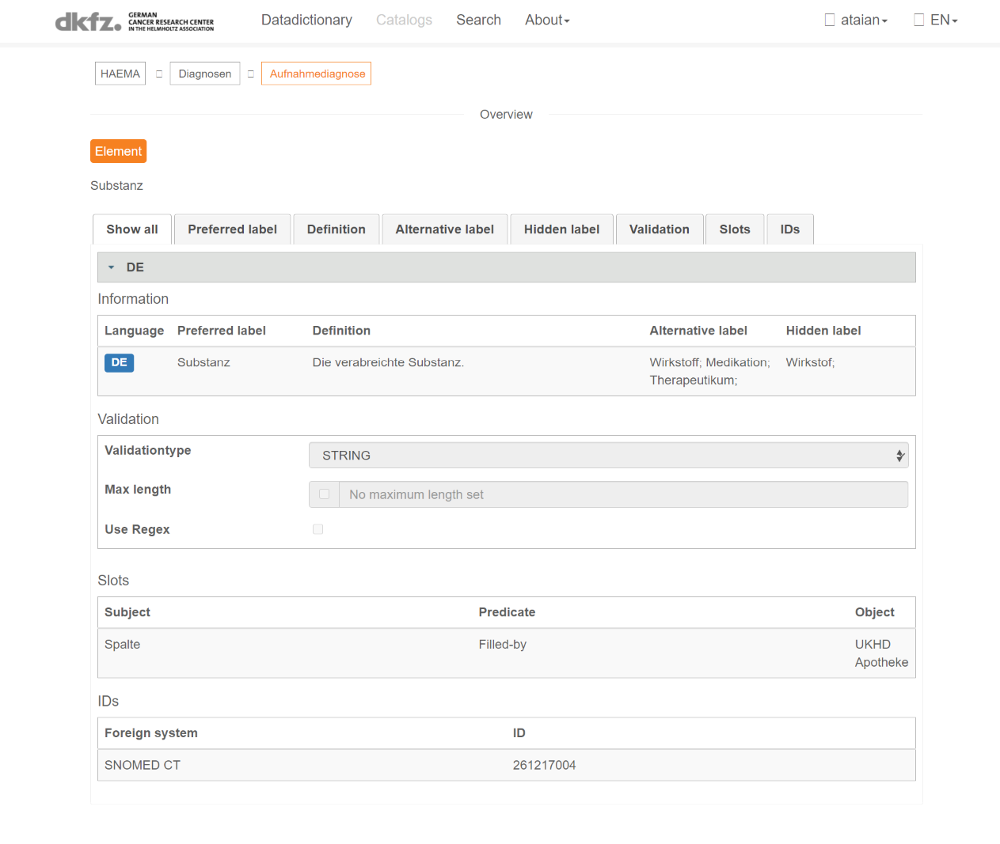 dkfz. GERMAN
CANCER RESEARCH CENTER
IN THE HELMHOLTZ ASSOCIATION
Datadictionary Catalogs Search About ataian EN
HAEMA Diagnosen Aufnahmediagnose
Overview
Element
Substanz
Show all Preferred label Definition Alternative label Hidden label Validation Slots IDs
DE
Information
Language Preferred label Definition Alternative label Hidden label
DE Substanz Die verabreichte Substanz. Wirkstoff; Medikation; Wirkstof;
Therapeutikum;
Validation
Validationtype STRING
Max length No maximum length set
Use Regex
Slots
Subject Predicate Object
Spalte Filled-by UKHD
Apotheke
IDs
Foreign system ID
SNOMED CT 261217004